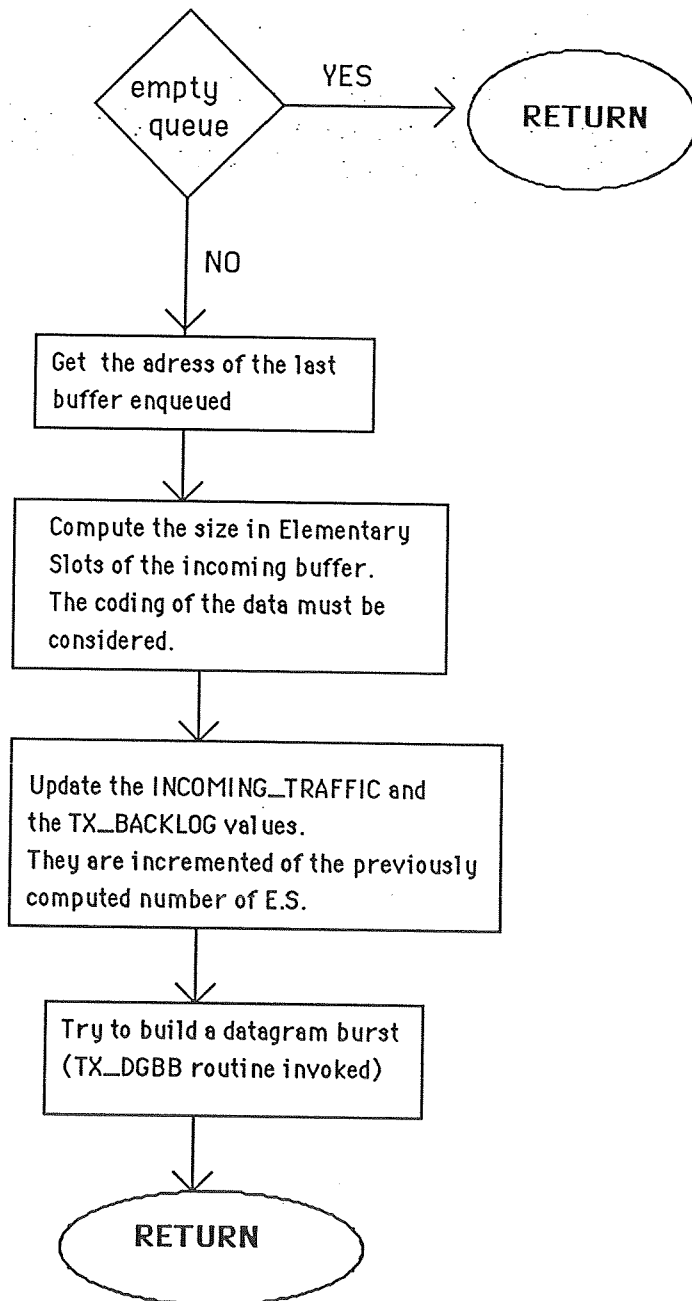 empty
queue
YES
RETURN
NO
Get the adress of the last
buffer enqueued
Compute the size in Elementary
Slots of the incoming buffer.
The coding of the data must be
considered.
Update the INCOMING_TRAFFIC and
the TX_BACKLOG values.
They are incremented of the previously
computed number of E.S.
Try to build a datagram burst
(TX_DGBB routine invoked)
RETURN